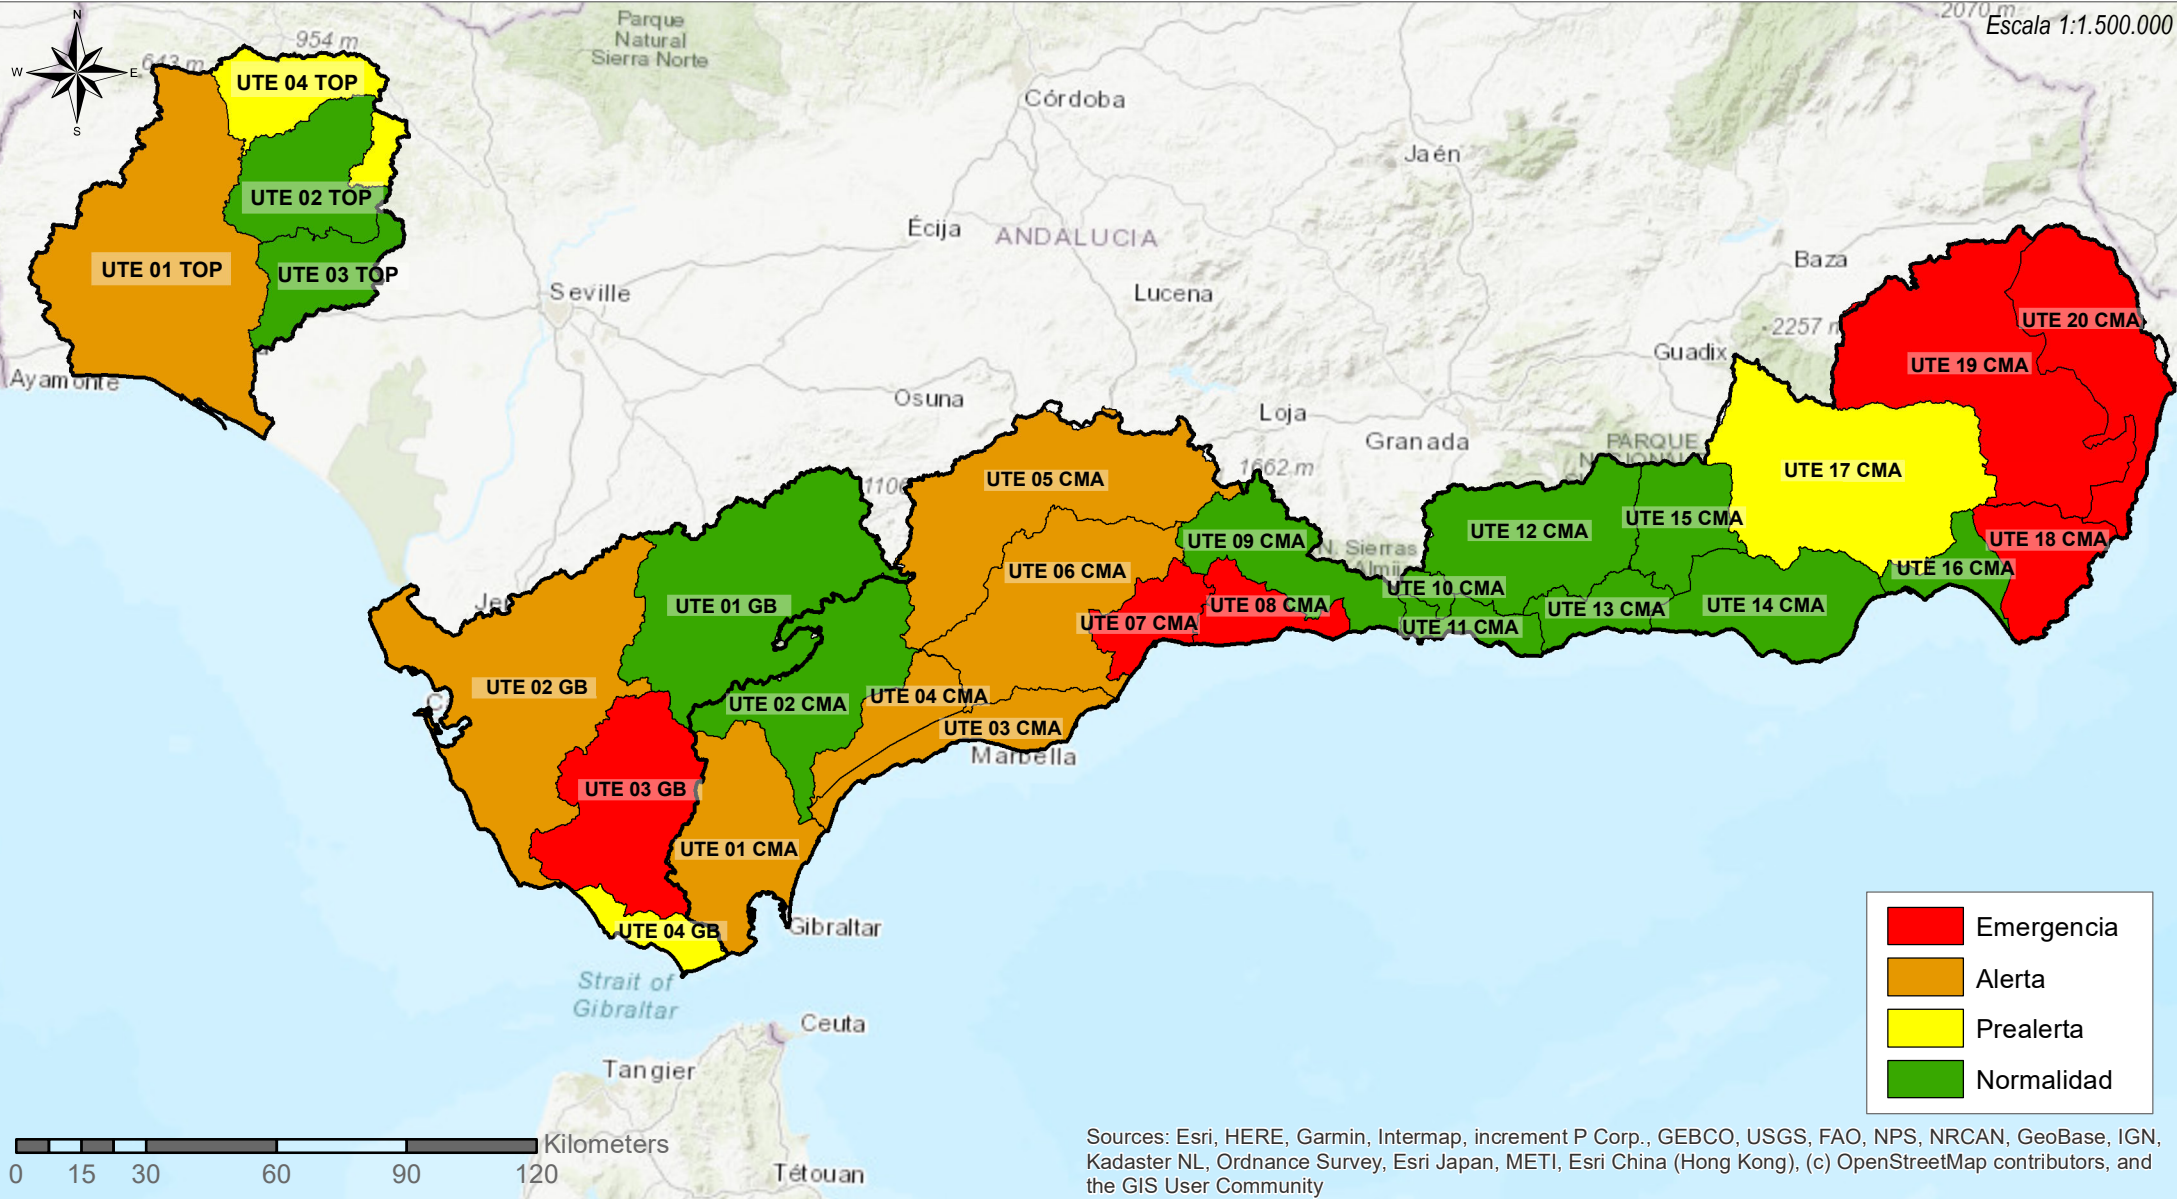 N
W
E
S
954 m
643 m
Parque
Natural
Sierra Norte
2070 m
Escala 1:1.500.000
Córdoba
Jaén
Écija
ANDALUCIA
Baza
Seville
Lucena
2257 m
Guadix
Ayamonte
Osuna
Loja
Granada
PARQUE
1662 m
1106
N. Sierras
Marbella
Gibraltar
Strait of
Gibraltar
Ceuta
Tangier
Tétouan
UTE 04 TOP
UTE 02 TOP
UTE 01 TOP
UTE 03 TOP
UTE 20 CMA
UTE 19 CMA
UTE 17 CMA
UTE 05 CMA
UTE 12 CMA
UTE 15 CMA
UTE 18 CMA
UTE 09 CMA
UTE 06 CMA
UTE 16 CMA
UTE 10 CMA
UTE 01 GB
UTE 08 CMA
UTE 13 CMA
UTE 14 CMA
UTE 07 CMA
UTE 11 CMA
UTE 02 GB
UTE 04 CMA
UTE 02 CMA
UTE 03 CMA
UTE 03 GB
UTE 01 CMA
UTE 04 GB
Emergencia
Alerta
Prealerta
Normalidad
Kilometers
0 15 30 60 90 120
Sources: Esri, HERE, Garmin, Intermap, increment P Corp., GEBCO, USGS, FAO, NPS, NRCAN, GeoBase, IGN,
Kadaster NL, Ordnance Survey, Esri Japan, METI, Esri China (Hong Kong), (c) OpenStreetMap contributors, and
the GIS User Community